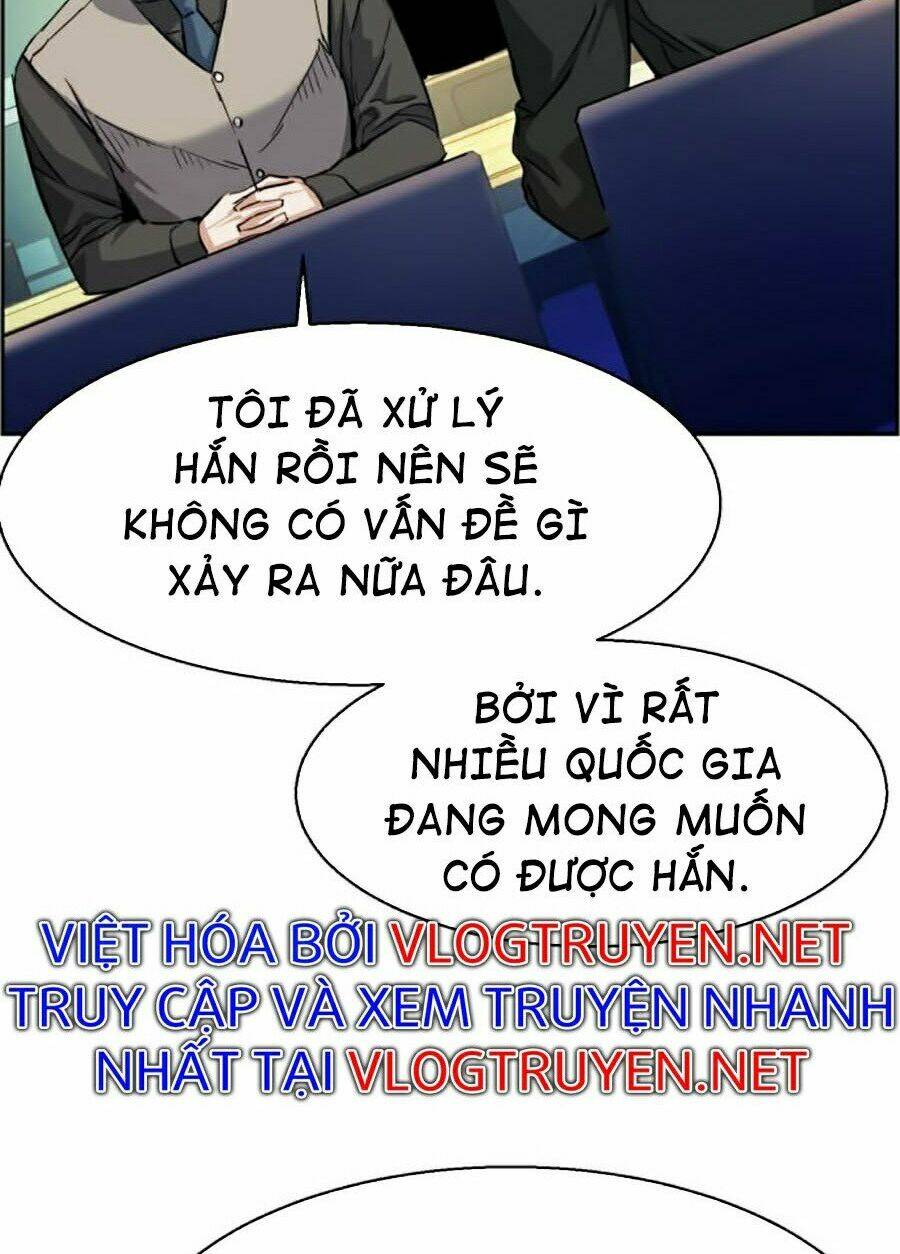 TÔI ĐÃ XỬ LÝ
HẮN RỒI NÊN SẼ
KHÔNG CÓ VẤN ĐỀ GÌ
XẢY RA NỮA ĐÂU.
BỞI VÌ RẤT
NHIỀU QUỐC GIA
ĐANG MONG MUỐN
CÓ ĐƯỢC HẮN.
VIỆT HÓA BỞI VLOGTRUYEN.NET
TRUY CẬP VÀ XEM TRUYỆN NHANH
NHẤT TẠI VLOGTRUYEN.NET